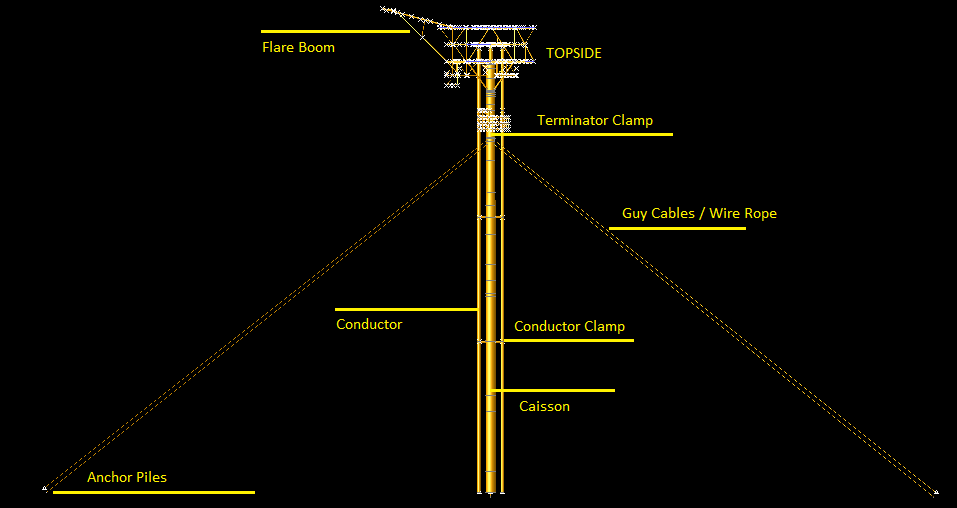 Flare Boom
TOPSIDE
Terminator Clamp
Guy Cables / Wire Rope
Conductor
Conductor Clamp
Caisson
Anchor Piles